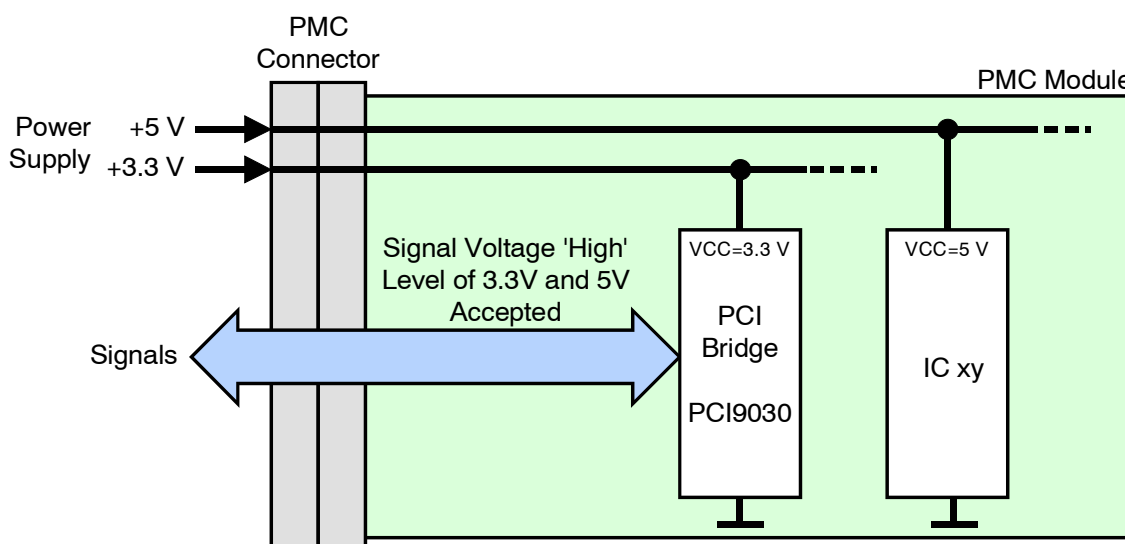 PMC
Connector
PMC Module
Power
Supply
+5 V
+3.3 V
Signal Voltage 'High'
Level of 3.3V and 5V
Accepted
Signals
VCC=3.3 V
PCI
Bridge
PCI9030
VCC=5 V
IC xy